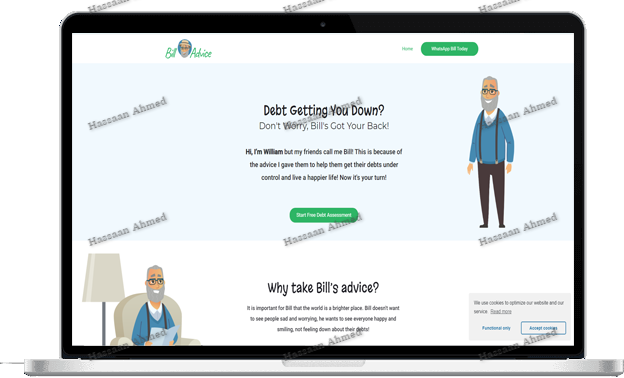 Hassaan Ahmed Hassaan Ahmed Hassaan Ahmed
Bill Advice
Home
WhatsApp Bill Today
Hassaan Ahmed Hassaan Ahmed Hassaan Ahmed
Debt Getting You Down?
Don't Worry, Bill's Got Your Back!
Hi, I'm William but my friends call me Bill! This is because of
the advice I gave them to help them get their debts under
control and live a happier life! Now it's your turn!
Start Free Debt Assessment
Hassaan Ahmed Hassaan Ahmed Hassaan Ahmed
Why take Bill's advice?
It is important for Bill that the world is a brighter place. Bill doesn't want
to see people sad and worrying, he wants to see everyone happy and
smiling, not feeling down about their debts!
We use cookies to optimize our website and our
service. Read more
Functional only
Accept cookies
Hassaan Ahmed Hassaan Ahmed Hassaan Ahmed